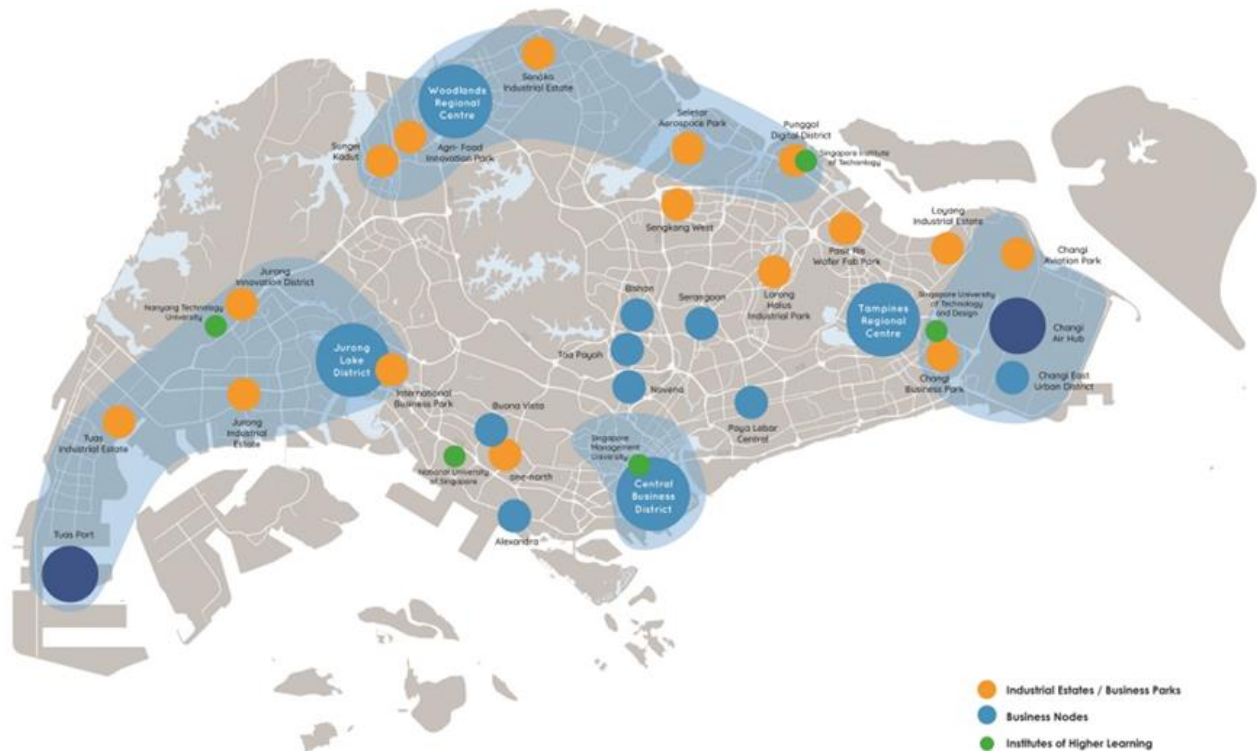 Woodlands
Regional
Centre
Senoko
Industrial Estate
Sungei
Kadut
Agri- Food
Innovation Park
Seletar
Aerospace Park
Punggol
Digital District
Singapore Institute
of Technology
Sengkang West
Pasir Ris
Wafer Fab Park
Loyang
Industrial Estate
Changi
Aviation Park
Jurong
Innovation District
Nanyang Technology
University
Bishan
Serangoon
Lorong
Halus
Industrial Park
Tampines
Regional
Centre
Singapore University
of Technology
and Design
Changi
Air Hub
Jurong
Lake
District
Toa Payoh
International
Business Park
Novena
Changi
Business Park
Changi East
Urban District
Tuas
Industrial Estate
Jurong
Industrial
Estate
Buona Vista
Paya Lebar
Central
National University
of Singapore
one-north
Singapore
Management
University
Central
Business
District
Alexandra
Tuas Port
Industrial Estates / Business Parks
Business Nodes
Institutes of Higher Learning